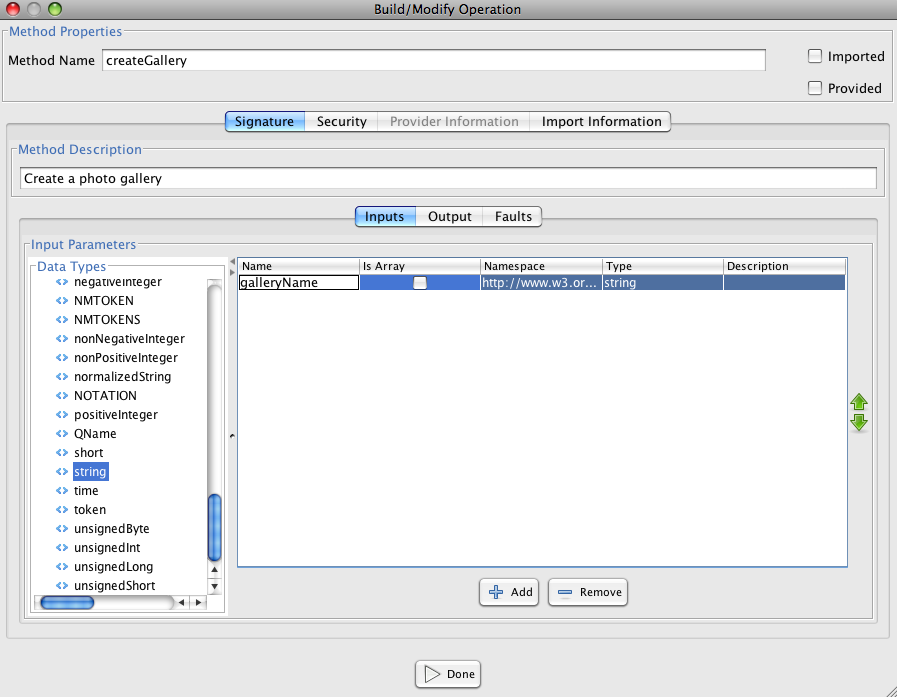 Build/Modify Operation
Method Properties
Method Name createGallery
Imported
Provided
Signature Security Provider Information Import Information
Method Description
Create a photo gallery
Inputs Output Faults
Input Parameters
Data Types
negativeInteger
NMTOKEN
NMTOKENS
nonNegativeInteger
nonPositiveInteger
normalizedString
NOTATION
positiveInteger
QName
short
string
time
token
unsignedByte
unsignedInt
unsignedLong
unsignedShort
Name Is Array Namespace Type Description
galleryName http://www.w3.or... string
Add Remove
Done